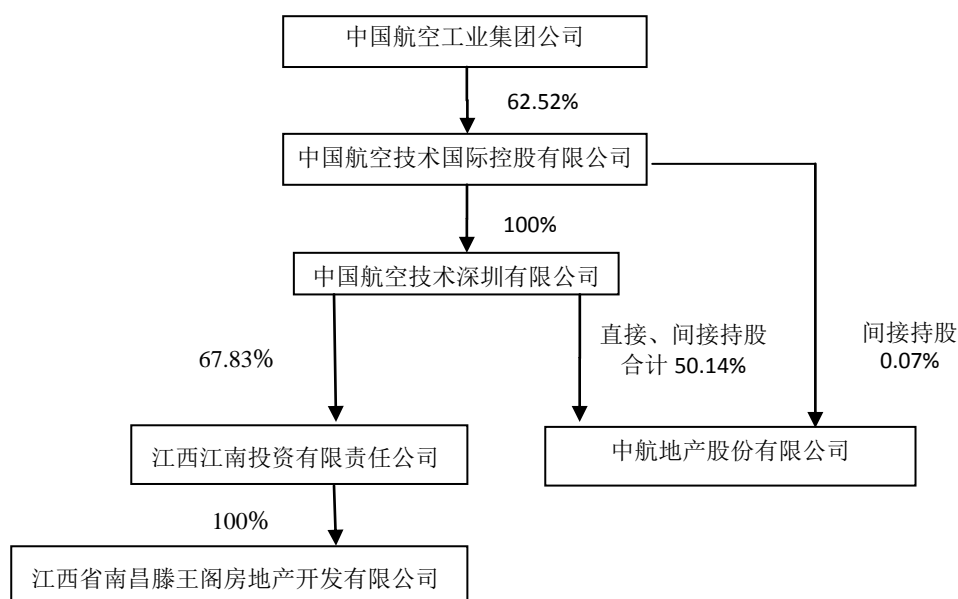 中国航空工业集团公司
62.52%
中国航空技术国际控股有限公司
100%
中国航空技术深圳有限公司
67.83%
直接、间接持股
合计 50.14%
间接持股
0.07%
江西江南投资有限责任公司
中航地产股份有限公司
100%
江西省南昌滕王阁房地产开发有限公司